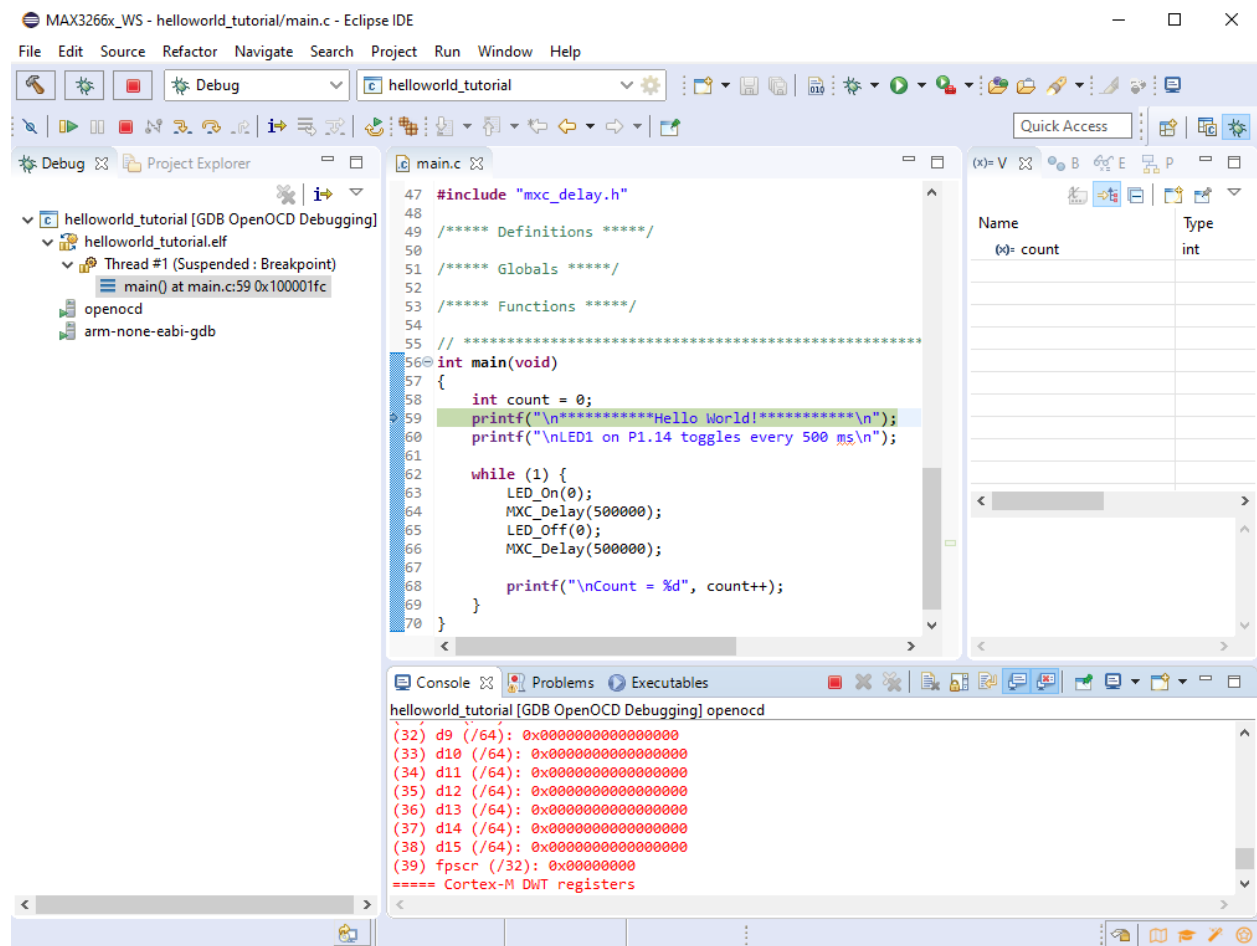 MAX3266x_WS - helloworld_tutorial/main.c - Eclipse IDE
File Edit Source Refactor Navigate Search Project Run Window Help
Debug
helloworld_tutorial
Quick Access
Debug
Project Explorer
helloworld_tutorial [GDB OpenOCD Debugging]
helloworld_tutorial.elf
Thread #1 (Suspended : Breakpoint)
main() at main.c:59 0x100001fc
openocd
arm-none-eabi-gdb
main.c
47 #include "mxc_delay.h"
48
49 /***** Definitions *****/
50
51 /***** Globals *****/
52
53 /***** Functions *****/
54
55 // *****************************************************
56 int main(void)
57 {
58     int count = 0;
59     printf("\n***********Hello World!***********\n");
60     printf("\nLED1 on P1.14 toggles every 500 ms\n");
61
62     while (1) {
63         LED_On(0);
64         MXC_Delay(500000);
65         LED_Off(0);
66         MXC_Delay(500000);
67
68         printf("\nCount = %d", count++);
69     }
70 }
(x)= V B E P
Name Type
(x)= count int
Console Problems Executables
helloworld_tutorial [GDB OpenOCD Debugging] openocd
(32) d9 (/64): 0x0000000000000000
(33) d10 (/64): 0x0000000000000000
(34) d11 (/64): 0x0000000000000000
(35) d12 (/64): 0x0000000000000000
(36) d13 (/64): 0x0000000000000000
(37) d14 (/64): 0x0000000000000000
(38) d15 (/64): 0x0000000000000000
(39) fpscr (/32): 0x00000000
===== Cortex-M DWT registers